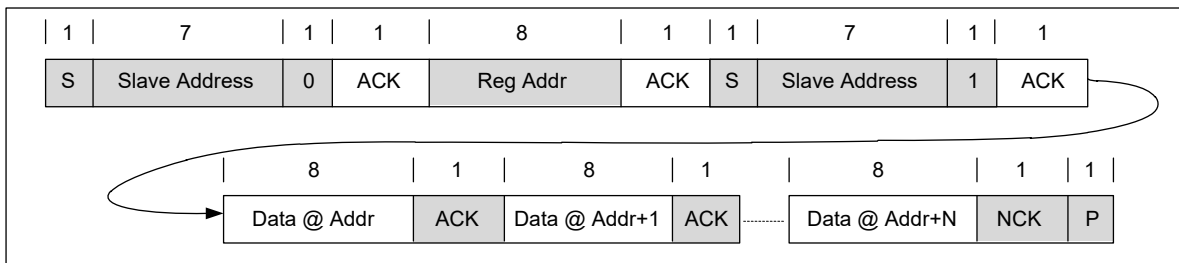 1 7 1 1 8 1 1 7 1 1
S Slave Address 0 ACK Reg Addr ACK S Slave Address 1 ACK
8 1 8 1 8 1 1
Data @ Addr ACK Data @ Addr+1 ACK Data @ Addr+N NCK P